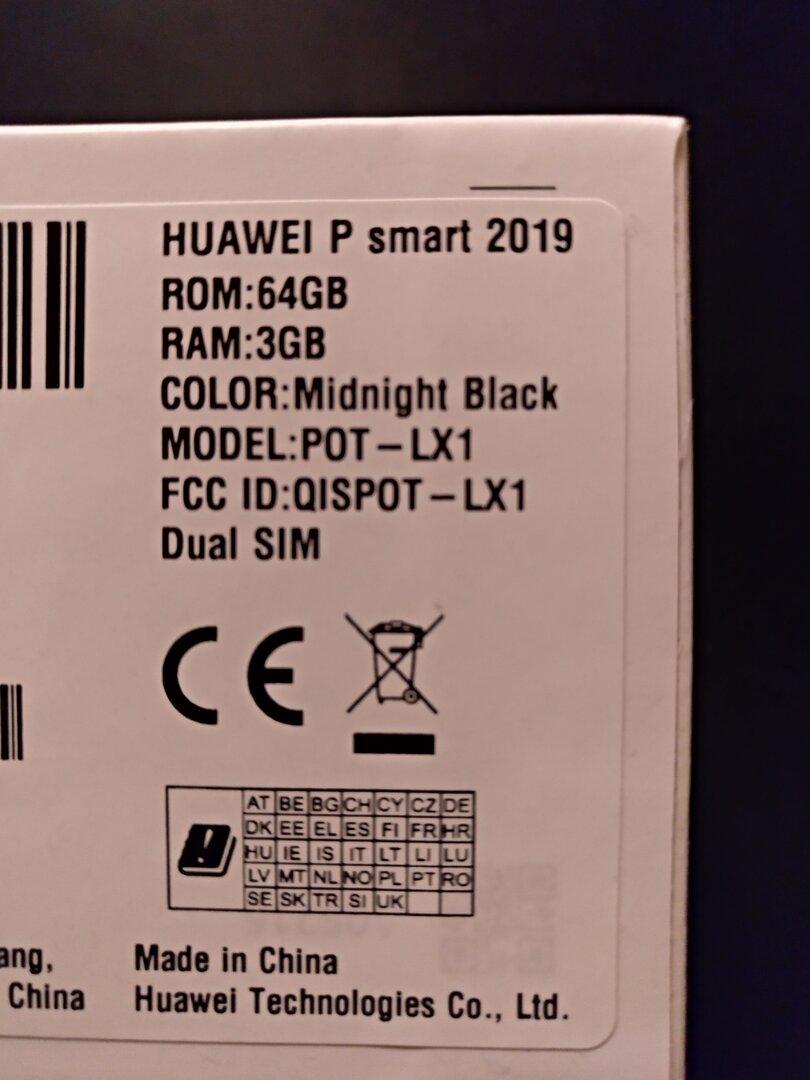 HUAWEI P smart 2019
ROM:64GB
RAM:3GB
COLOR:Midnight Black
MODEL:POT-LX1
FCC ID:QISPOT-LX1
Dual SIM
CE
AT BE BG CH CY CZ DE
DK EE EL ES FI FR HR
HU IE IS IT LT LI LU
LV MT NL NO PL PT RO
SE SK TR SI UK
ang,
China
Made in China
Huawei Technologies Co., Ltd.